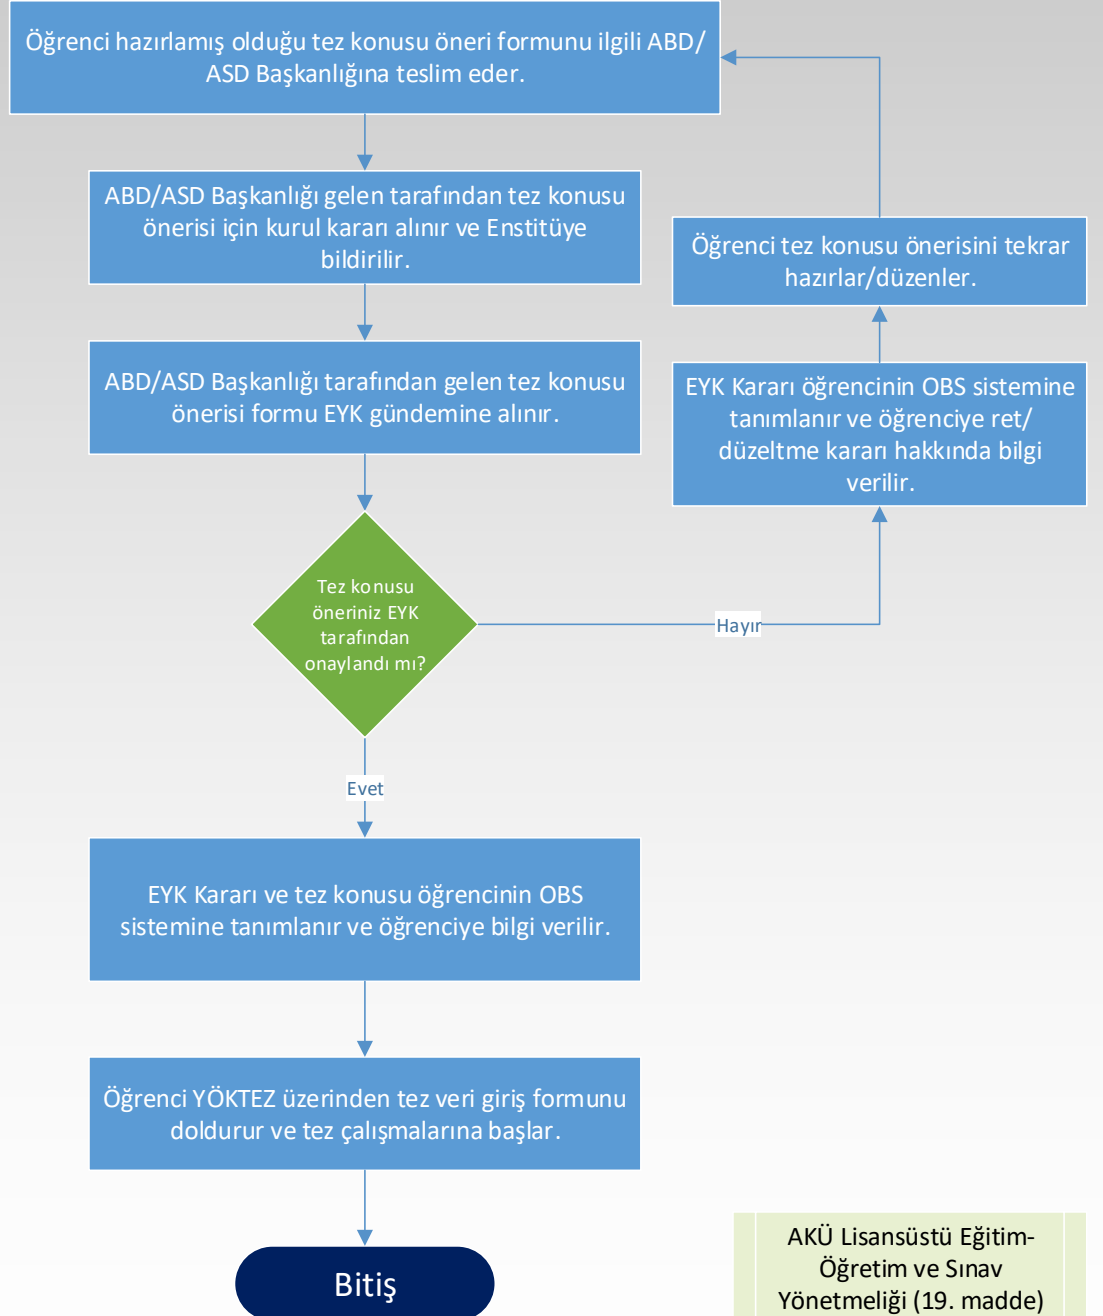 Öğrenci hazırlamış olduğu tez konusu öneri formunu ilgili ABD/
ASD Başkanlığına teslim eder.
ABD/ASD Başkanlığı gelen tarafından tez konusu
önerisi için kurul kararı alınır ve Enstitüye
bildirilir.
Öğrenci tez konusu önerisini tekrar
hazırlar/düzenler.
ABD/ASD Başkanlığı tarafından gelen tez konusu
önerisi formu EYK gündemine alınır.
EYK Kararı öğrencinin OBS sistemine
tanımlanır ve öğrenciye ret/
düzeltme kararı hakkında bilgi
verilir.
Tez konusu
öneriniz EYK
tarafından
onaylandı mı?
Hayır
Evet
EYK Kararı ve tez konusu öğrencinin OBS
sistemine tanımlanır ve öğrenciye bilgi verilir.
Öğrenci YÖKTEZ üzerinden tez veri giriş formunu
doldurur ve tez çalışmalarına başlar.
Bitiş
AKÜ Lisansüstü Eğitim-
Öğretim ve Sınav
Yönetmeliği (19. madde)